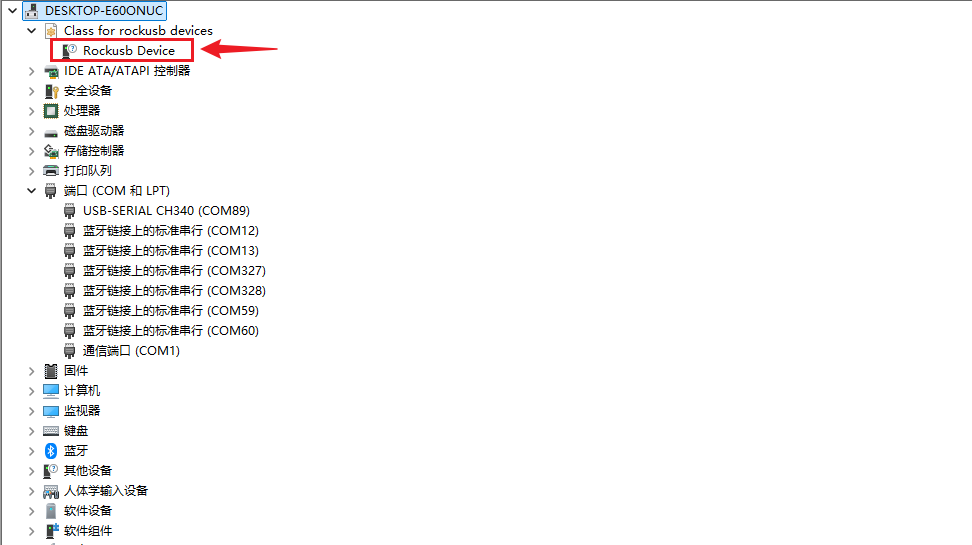 DESKTOP-E60ONUC
Class for rockusb devices
Rockusb Device
IDE ATA/ATAPI 控制器
安全设备
处理器
磁盘驱动器
存储控制器
打印队列
端口 (COM 和 LPT)
USB-SERIAL CH340 (COM89)
蓝牙链接上的标准串行 (COM12)
蓝牙链接上的标准串行 (COM13)
蓝牙链接上的标准串行 (COM327)
蓝牙链接上的标准串行 (COM328)
蓝牙链接上的标准串行 (COM59)
蓝牙链接上的标准串行 (COM60)
通信端口 (COM1)
固件
计算机
监视器
键盘
蓝牙
其他设备
人体学输入设备
软件设备
软件组件